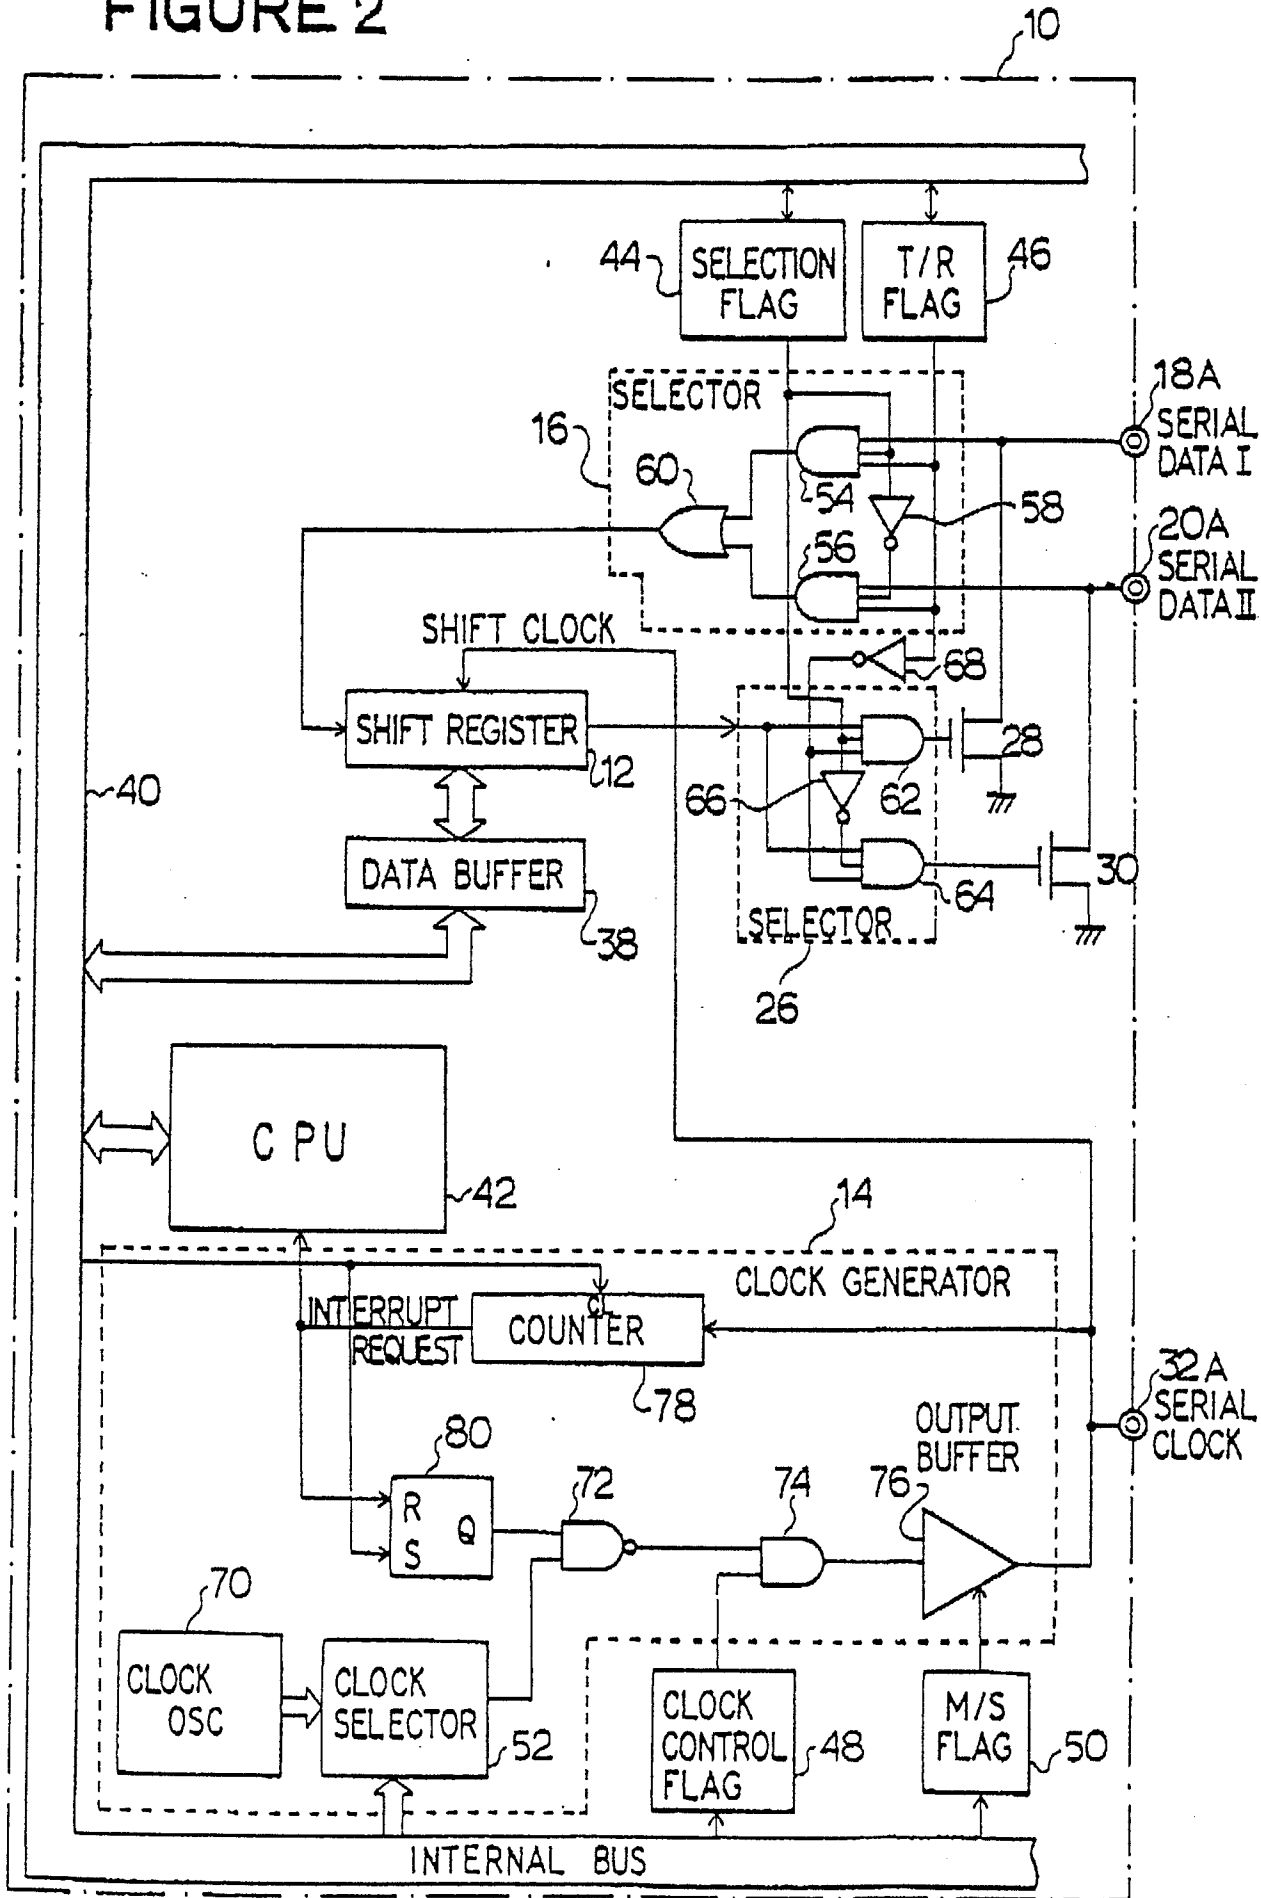 FIGURE 2
10
44
SELECTION
FLAG
T/R
FLAG
46
SELECTOR
16
60
54
58
56
18A
SERIAL
DATA I
20A
SERIAL
DATA II
SHIFT CLOCK
68
SHIFT REGISTER
12
28
66
62
40
DATA BUFFER
38
64
30
SELECTOR
26
CPU
42
14
CLOCK GENERATOR
INTERRUPT
REQUEST
CL
COUNTER
78
32A
SERIAL
CLOCK
OUTPUT
BUFFER
80
R
S
Q
72
74
76
70
CLOCK
OSC
CLOCK
SELECTOR
52
CLOCK
CONTROL
FLAG
48
M/S
FLAG
50
INTERNAL BUS